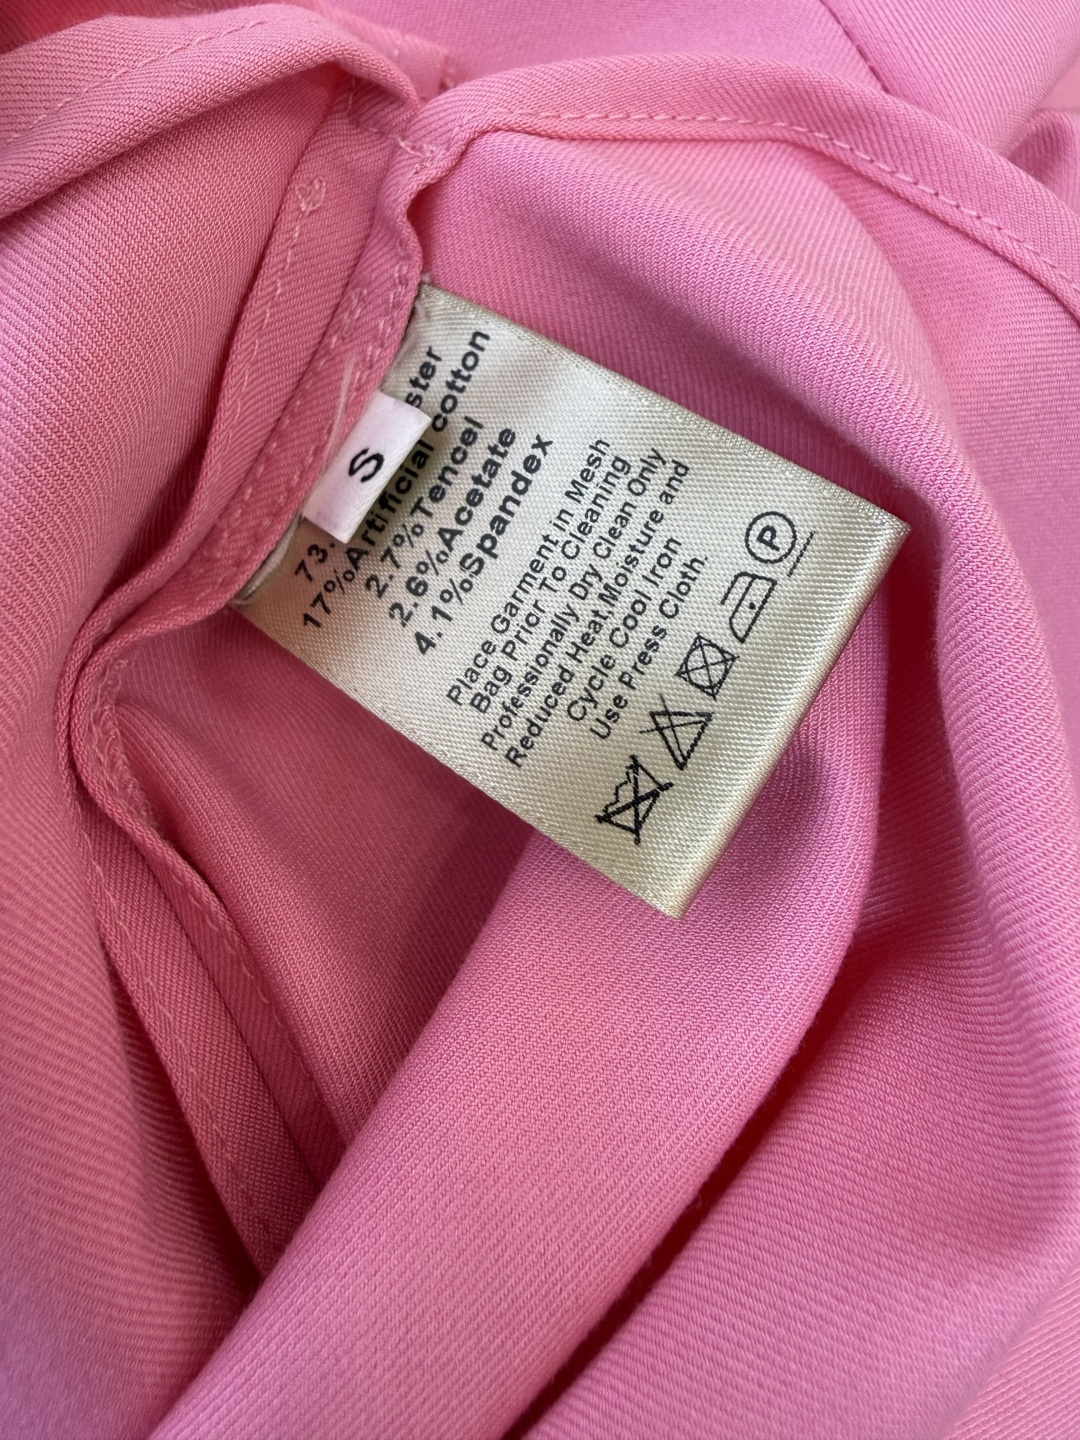 73.
ster
17%Artificial cotton
2.7%Tencel
2.6%Acetate
4.1%Spandex
S
Place Garment in Mesh
Bag Prior To Cleaning
Professionally Dry Clean Only
Reduced Heat,Moisture and
Cycle Cool Iron
Use Press Cloth.
P